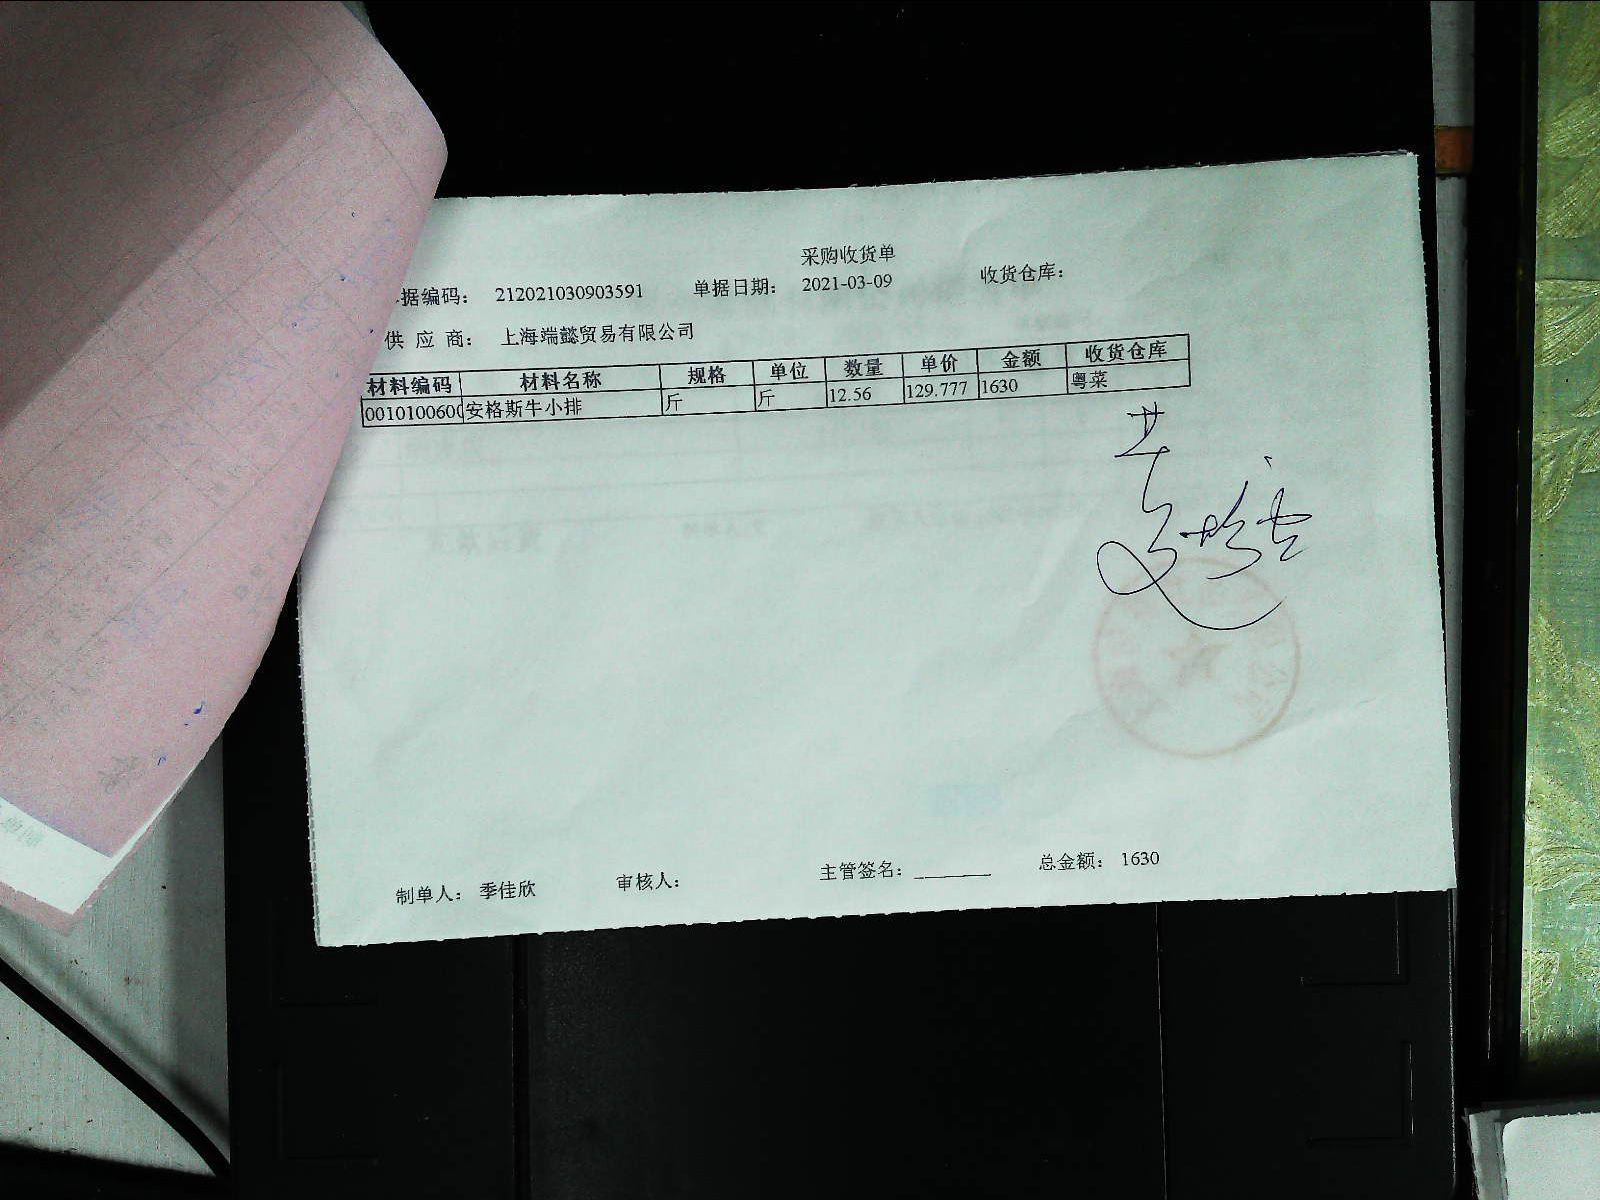 采购收货单
据编码： 212021030903591 单据日期： 2021-03-09 收货仓库：
供应商： 上海端懿贸易有限公司
材料编码 材料名称 规格 单位 数量 单价 金额 收货仓库
0010100600 安格斯牛小排 斤 斤 12.56 129.777 1630 粤菜
制单人： 季佳欣 审核人： 主管签名：________ 总金额： 1630